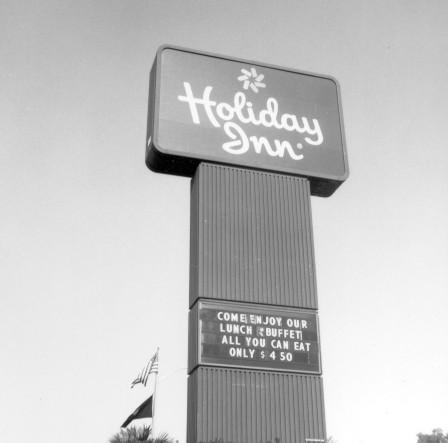 Holiday
Inn®
COME ENJOY OUR
LUNCH BUFFET
ALL YOU CAN EAT
ONLY $4 50